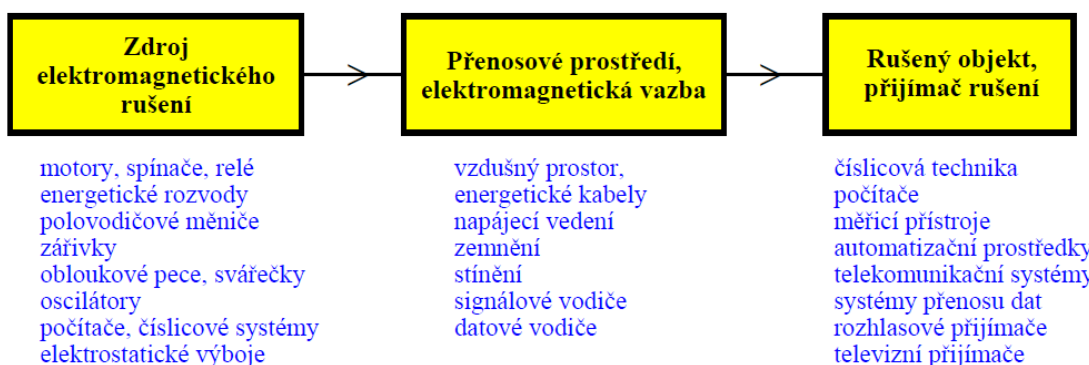 Zdroj
elektromagnetického
rušení
Přenosové prostředí,
elektromagnetická vazba
Rušený objekt,
přijímač rušení
motory, spínače, relé
energetické rozvody
polovodičové měniče
zářivky
obloukové pece, svářečky
oscilátory
počítače, číslicové systémy
elektrostatické výboje
vzdušný prostor,
energetické kabely
napájecí vedení
zemnění
stínění
signálové vodiče
datové vodiče
číslicová technika
počítače
měřicí přístroje
automatizační prostředky
telekomunikační systémy
systémy přenosu dat
rozhlasové přijímače
televizní přijímače